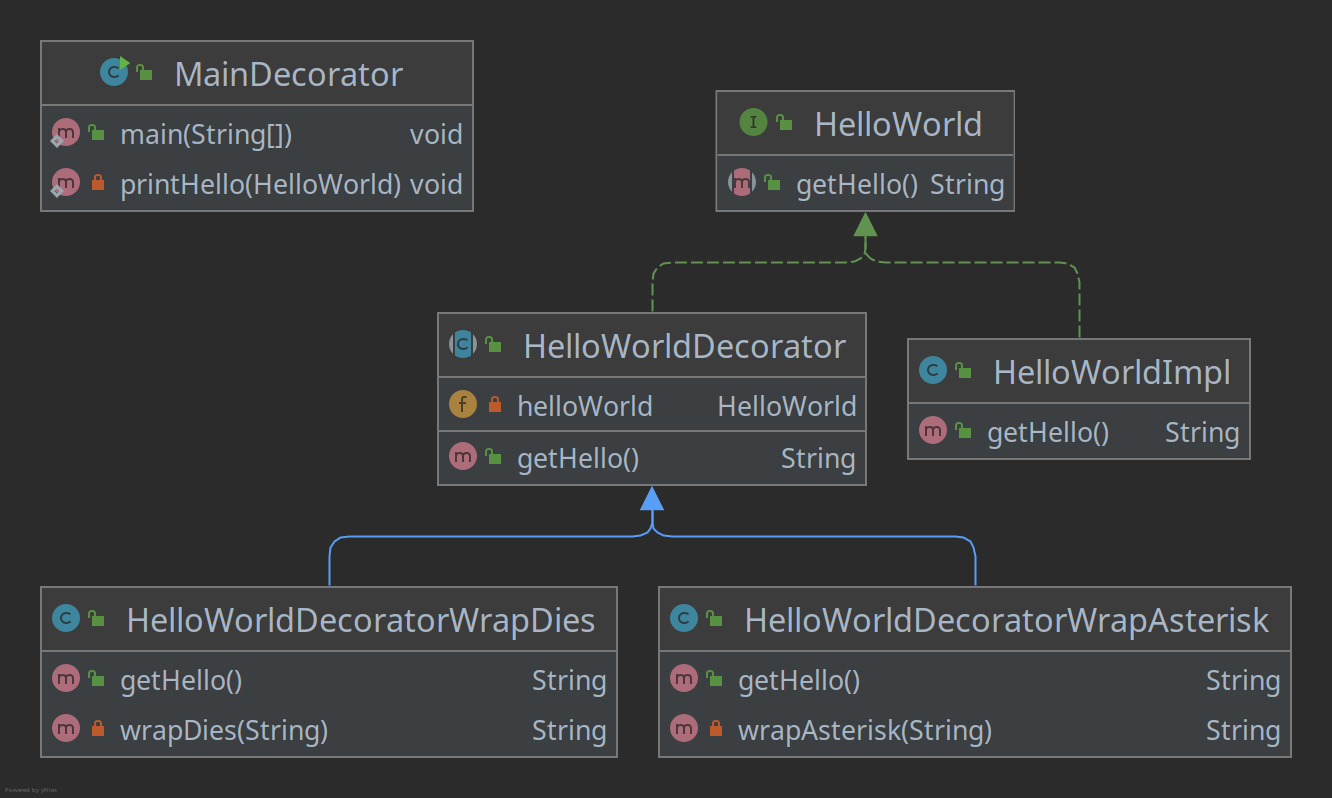 MainDecorator
main(String[]) void
printHello(HelloWorld) void
HelloWorld
getHello() String
HelloWorldDecorator
helloWorld HelloWorld
getHello() String
HelloWorldImpl
getHello() String
HelloWorldDecoratorWrapDies
getHello() String
wrapDies(String) String
HelloWorldDecoratorWrapAsterisk
getHello() String
wrapAsterisk(String) String
Powered by yFiles